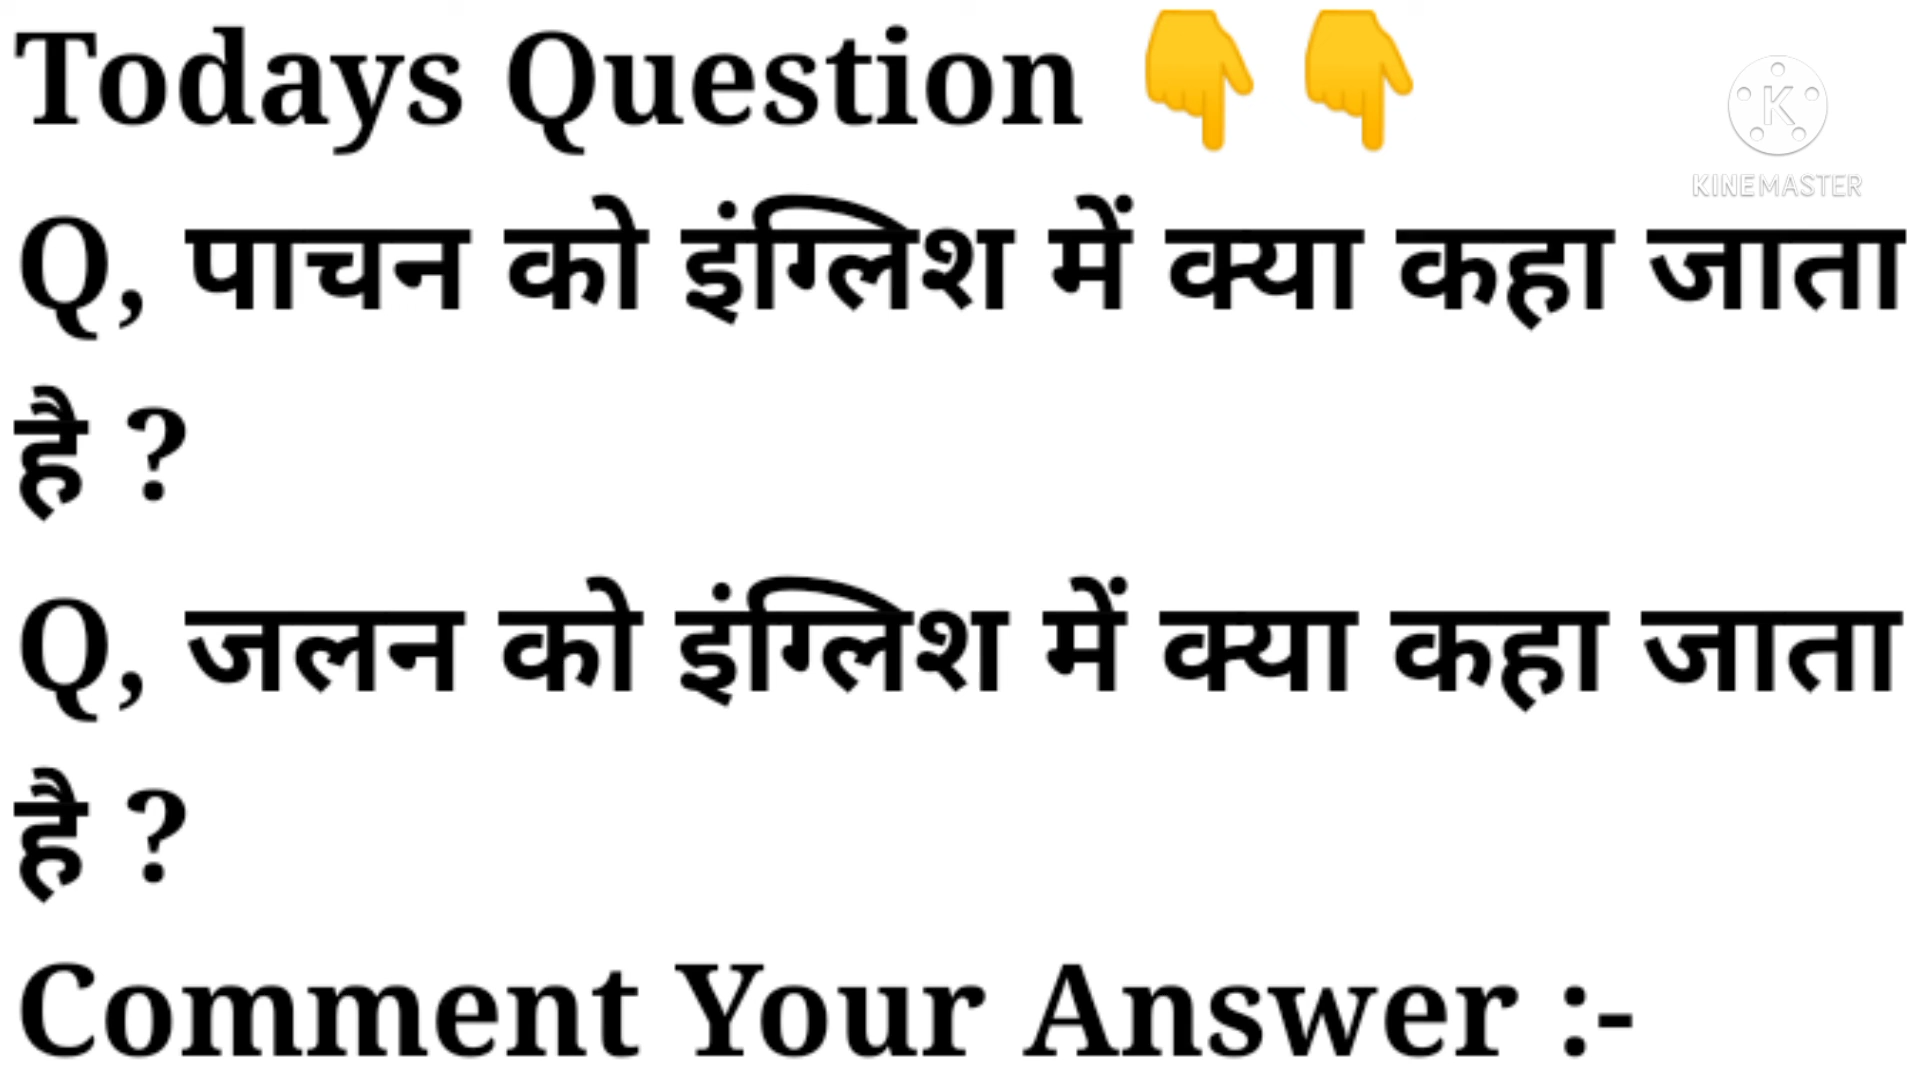 Todays Question 👇👇
KINEMASTER
Q, पाचन को इंग्लिश में क्या कहा जाता
है ?
Q, जलन को इंग्लिश में क्या कहा जाता
है ?
Comment Your Answer :-